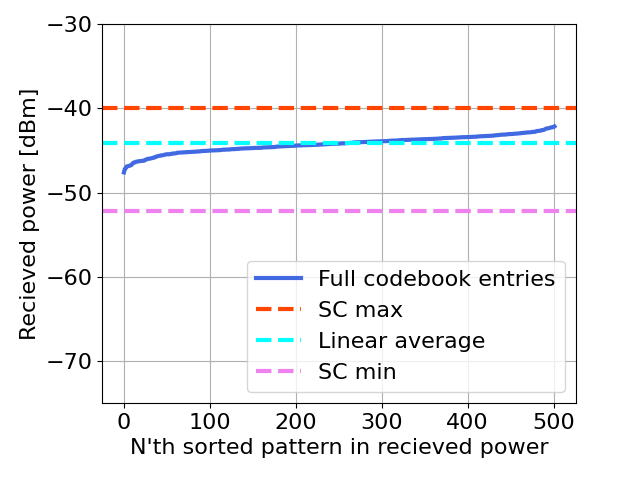 −30
−40
−50
−60
−70
Recieved power [dBm]
Full codebook entries
SC max
Linear average
SC min
0 100 200 300 400 500
N'th sorted pattern in recieved power